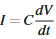 I = C dV/dt